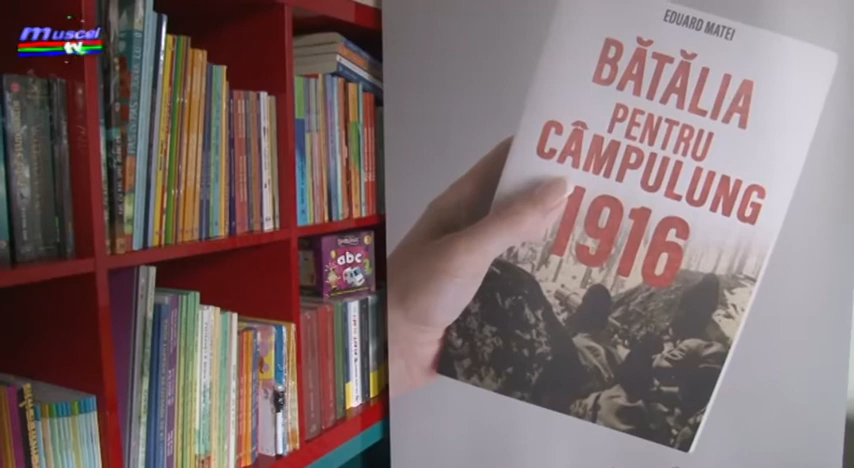 Muscel
tv
EDUARD MATEI
BĂTĂLIA
PENTRU
CÂMPULUNG
1916
abc